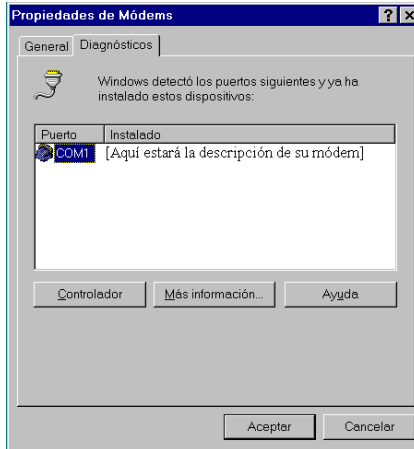 Propiedades de Módems
General Diagnósticos
Windows detectó los puertos siguientes y ya ha
instalado estos dispositivos:
Puerto Instalado
COM1 [Aquí estará la descripción de su módem]
Controlador Más información... Ayuda
Aceptar Cancelar